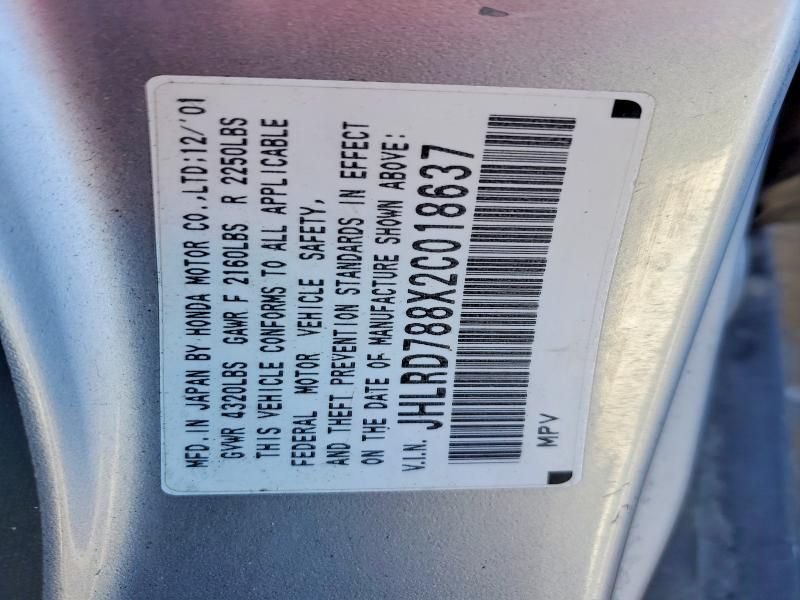 MFD. IN JAPAN BY HONDA MOTOR CO.,LTD:12/'01
GVWR 4320LBS GAWR F 2160LBS R 2250LBS
THIS VEHICLE CONFORMS TO ALL APPLICABLE
FEDERAL MOTOR VEHICLE SAFETY,
AND THEFT PREVENTION STANDARDS IN EFFECT
ON THE DATE OF MANUFACTURE SHOWN ABOVE:
V.I.N. JHLRD788X2C018637
MPV